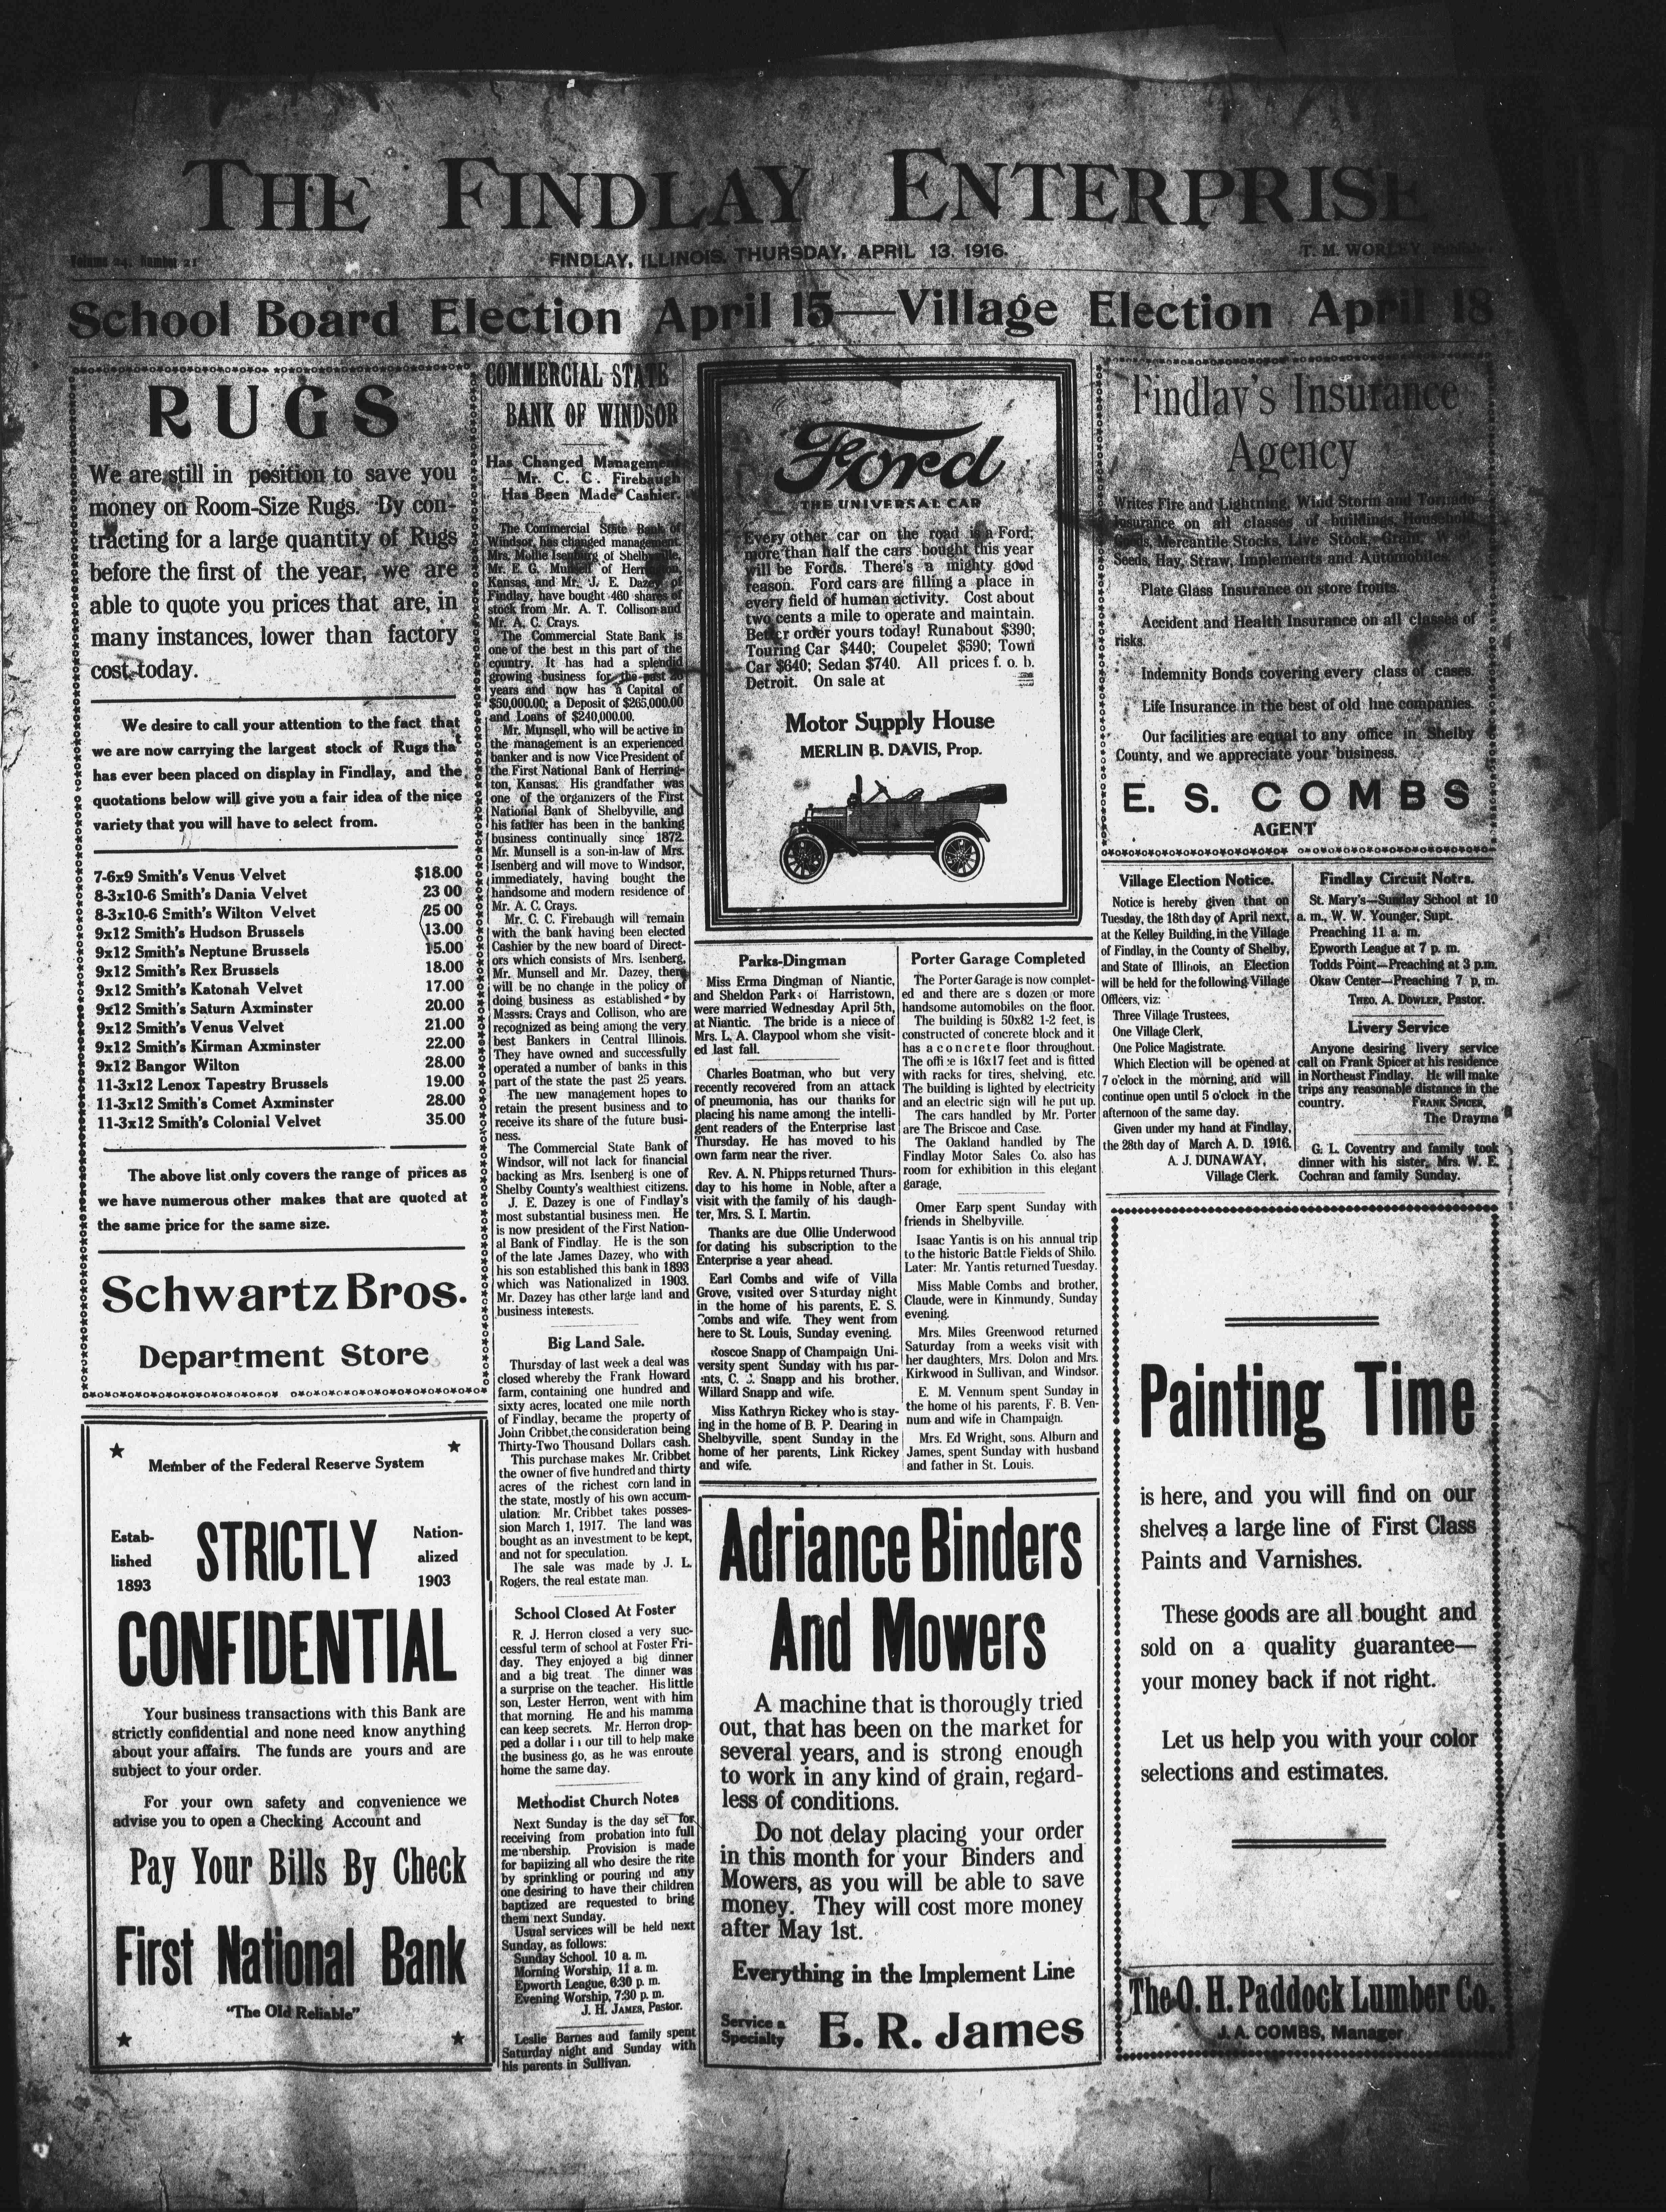 THE FINDLAY ENTERPRISE
Volume 24. Number 21
FINDLAY, ILLINOIS, THURSDAY, APRIL 13, 1916.
T. M. WORLEY,
School Board Election April 15—Village Election April 18
RUGS
We are still in position to save you
money on Room-Size Rugs. By con-
tracting for a large quantity of Rugs
before the first of the year, we are
able to quote you prices that are, in
many instances, lower than factory
cost today.
We desire to call your attention to the fact that
we are now carrying the largest stock of Rugs that
has ever been placed on display in Findlay, and the
quotations below will give you a fair idea of the nice
variety that you will have to select from.
7-6x9 Smith's Venus Velvet $18.00
8-3x10-6 Smith's Dania Velvet 23 00
8-3x10-6 Smith's Wilton Velvet 25 00
9x12 Smith's Hudson Brussels 13.00
9x12 Smith's Neptune Brussels 15.00
9x12 Smith's Rex Brussels 18.00
9x12 Smith's Katonah Velvet 17.00
9x12 Smith's Saturn Axminster 20.00
9x12 Smith's Venus Velvet 21.00
9x12 Smith's Kirman Axminster 22.00
9x12 Bangor Wilton 28.00
11-3x12 Lenox Tapestry Brussels 19.00
11-3x12 Smith's Comet Axminster 28.00
11-3x12 Smith's Colonial Velvet 35.00
The above list only covers the range of prices as
we have numerous other makes that are quoted at
the same price for the same size.
Schwartz Bros.
Department Store
Member of the Federal Reserve System
Estab-
lished
1893
STRICTLY
Nation-
alized
1903
CONFIDENTIAL
Your business transactions with this Bank are
strictly confidential and none need know anything
about your affairs. The funds are yours and are
subject to your order.
For your own safety and convenience we
advise you to open a Checking Account and
Pay Your Bills By Check
First National Bank
"The Old Reliable"
COMMERCIAL STATE
BANK OF WINDSOR
Has Changed Management
Mr. C. C. Firebaugh
Has Been Made Cashier.
The Commercial State Bank of
Windsor, has changed management.
Mrs. Mollie Isenburg of Shelbyville,
Mr. E. G. Munsell of Herrington,
Kansas, and Mr. J. E. Dazey of
Findlay, have bought 460 shares of
stock from Mr. A. T. Collison and
Mr. A. C. Crays.
The Commercial State Bank is
one of the best in this part of the
country. It has had a splendid
growing business for the past
years and now has a Capital of
$50,000.00; a Deposit of $265,000.00
and Loans of $240,000.00.
Mr. Munsell, who will be active in
the management is an experienced
banker and is now Vice President of
the First National Bank of Herring-
ton, Kansas. His grandfather was
one of the organizers of the First
National Bank of Shelbyville, and
his father has been in the banking
business continually since 1872.
Mr. Munsell is a son-in-law of Mrs.
Isenberg and will move to Windsor,
immediately, having bought the
handsome and modern residence of
Mr. A. C. Crays.
Mr. C. C. Firebaugh will remain
with the bank having been elected
Cashier by the new board of Direct-
ors which consists of Mrs. Isenberg,
Mr. Munsell and Mr. Dazey, there
will be no change in the policy of
doing business as established by
Messrs. Crays and Collison, who are
recognized as being among the very
best Bankers in Central Illinois.
They have owned and successfully
operated a number of banks in this
part of the state the past 25 years.
The new management hopes to
retain the present business and to
receive its share of the future busi-
ness.
The Commercial State Bank of
Windsor, will not lack for financial
backing as Mrs. Isenberg is one of
Shelby County's wealthiest citizens.
J. E. Dazey is one of Findlay's
most substantial business men. He
is now president of the First Nation-
al Bank of Findlay. He is the son
of the late James Dazey, who with
his son established this bank in 1893
which was Nationalized in 1903.
Mr. Dazey has other large land and
business interests.
Big Land Sale.
Thursday of last week a deal was
closed whereby the Frank Howard
farm, containing one hundred and
sixty acres, located one mile north
of Findlay, became the property of
John Cribbet, the consideration being
Thirty-Two Thousand Dollars cash.
This purchase makes Mr. Cribbet
the owner of five hundred and thirty
acres of the richest corn land in
the state, mostly of his own accum-
ulation. Mr. Cribbet takes posses-
sion March 1, 1917. The land was
bought as an investment to be kept,
and not for speculation.
The sale was made by J. L.
Rogers, the real estate man.
School Closed At Foster
R. J. Herron closed a very suc-
cessful term of school at Foster Fri-
day. They enjoyed a big dinner
and a big treat. The dinner was
a surprise on the teacher. His little
son, Lester Herron, went with him
that morning. He and his mamma
can keep secrets. Mr. Herron drop-
ped a dollar i i our till to help make
the business go, as he was enroute
home the same day.
Methodist Church Notes
Next Sunday is the day set for
receiving from probation into full
membership. Provision is made
for bapiizing all who desire the rite
by sprinkling or pouring and any
one desiring to have their children
baptized are requested to bring
them next Sunday.
Usual services will be held next
Sunday, as follows:
Sunday School. 10 a. m.
Morning Worship, 11 a. m.
Epworth League, 6:30 p. m.
Evening Worship, 7:30 p. m.
J. H. JAMES, Pastor.
Leslie Barnes and family spent
Saturday night and Sunday with
his parents in Sullivan.
Ford
THE UNIVERSAL CAR
Every other car on the road is a Ford;
more than half the cars bought this year
will be Fords. There's a mighty good
reason. Ford cars are filling a place in
every field of human activity. Cost about
two cents a mile to operate and maintain.
Better order yours today! Runabout $390;
Touring Car $440; Coupelet $590; Town
Car $640; Sedan $740. All prices f. o. b.
Detroit. On sale at
Motor Supply House
MERLIN B. DAVIS, Prop.
Parks-Dingman
Miss Erma Dingman of Niantic,
and Sheldon Parks of Harristown,
were married Wednesday April 5th,
at Niantic. The bride is a niece of
Mrs. L. A. Claypool whom she visit-
ed last fall.
Charles Boatman, who but very
recently recovered from an attack
of pneumonia, has our thanks for
placing his name among the intelli-
gent readers of the Enterprise last
Thursday. He has moved to his
own farm near the river.
Rev. A. N. Phipps returned Thurs-
day to his home in Noble, after a
visit with the family of his daugh-
ter, Mrs. S. I. Martin.
Thanks are due Ollie Underwood
for dating his subscription to the
Enterprise a year ahead.
Earl Combs and wife of Villa
Grove, visited over Saturday night
in the home of his parents, E. S.
Combs and wife. They went from
here to St. Louis, Sunday evening.
Roscoe Snapp of Champaign Uni-
versity spent Sunday with his par-
ents, C. J. Snapp and his brother,
Willard Snapp and wife.
Miss Kathryn Rickey who is stay-
ing in the home of B. P. Dearing in
Shelbyville, spent Sunday in the
home of her parents, Link Rickey
and wife.
Porter Garage Completed
The Porter Garage is now complet-
ed and there are s dozen or more
handsome automobiles on the floor.
The building is 50x82 1-2 feet, is
constructed of concrete block and it
has a concrete floor throughout.
The offi e is 16x17 feet and is fitted
with racks for tires, shelving, etc.
The building is lighted by electricity
and an electric sign will he put up.
The cars handled by Mr. Porter
are The Briscoe and Case.
The Oakland handled by The
Findlay Motor Sales Co. also has
room for exhibition in this elegant
garage,
Omer Earp spent Sunday with
friends in Shelbyville.
Isaac Yantis is on his annual trip
to the historic Battle Fields of Shilo.
Later: Mr. Yantis returned Tuesday.
Miss Mable Combs and brother,
Claude, were in Kinmundy, Sunday
evening.
Mrs. Miles Greenwood returned
Saturday from a weeks visit with
her daughters, Mrs. Dolon and Mrs.
Kirkwood in Sullivan, and Windsor.
E. M. Vennum spent Sunday in
the home of his parents, F. B. Ven-
num and wife in Champaign.
Mrs. Ed Wright, sons. Alburn and
James, spent Sunday with husband
and father in St. Louis.
Adriance Binders
And Mowers
A machine that is thorougly tried
out, that has been on the market for
several years, and is strong enough
to work in any kind of grain, regard-
less of conditions.
Do not delay placing your order
in this month for your Binders and
Mowers, as you will be able to save
money. They will cost more money
after May 1st.
Everything in the Implement Line
Service a
Specialty
E. R. James
Findlay's Insurance
Agency
Writes Fire and Lightning, Wind Storm and Tornado
Insurance on all classes of buildings, Household
Goods, Mercantile Stocks, Live Stock, Grain,
Seeds, Hay, Straw, Implements and Automobiles.
Plate Glass Insurance on store fronts.
Accident and Health Insurance on all classes of
risks.
Indemnity Bonds covering every class of cases.
Life Insurance in the best of old line companies.
Our facilities are equal to any office in Shelby
County, and we appreciate your business.
E. S. COMBS
AGENT
Village Election Notice.
Notice is hereby given that on
Tuesday, the 18th day of April next,
at the Kelley Building, in the Village
of Findlay, in the County of Shelby,
and State of Illinois, an Election
will be held for the following Village
Officers, viz:
Three Village Trustees,
One Village Clerk,
One Police Magistrate.
Which Election will be opened at
7 o'clock in the morning, and will
continue open until 5 o'clock in the
afternoon of the same day.
Given under my hand at Findlay,
the 28th day of March A. D. 1916.
A. J. DUNAWAY,
Village Clerk.
Findlay Circuit Notes.
St. Mary's—Sunday School at 10
a. m., W. W. Younger, Supt.
Preaching 11 a. m.
Epworth League at 7 p. m.
Todds Point—Preaching at 3 p.m.
Okaw Center—Preaching 7 p, m.
THEO. A. DOWLER, Pastor.
Livery Service
Anyone desiring livery service
call on Frank Spicer at his residence
in Northeast Findlay. He will make
trips any reasonable distance in the
country. FRANK SPICER,
The Drayma
G. L. Coventry and family took
dinner with his sister, Mrs. W. E.
Cochran and family Sunday.
Painting Time
is here, and you will find on our
shelves a large line of First Class
Paints and Varnishes.
These goods are all bought and
sold on a quality guarantee—
your money back if not right.
Let us help you with your color
selections and estimates.
The O. H. Paddock Lumber Co.
J. A. COMBS, Manager